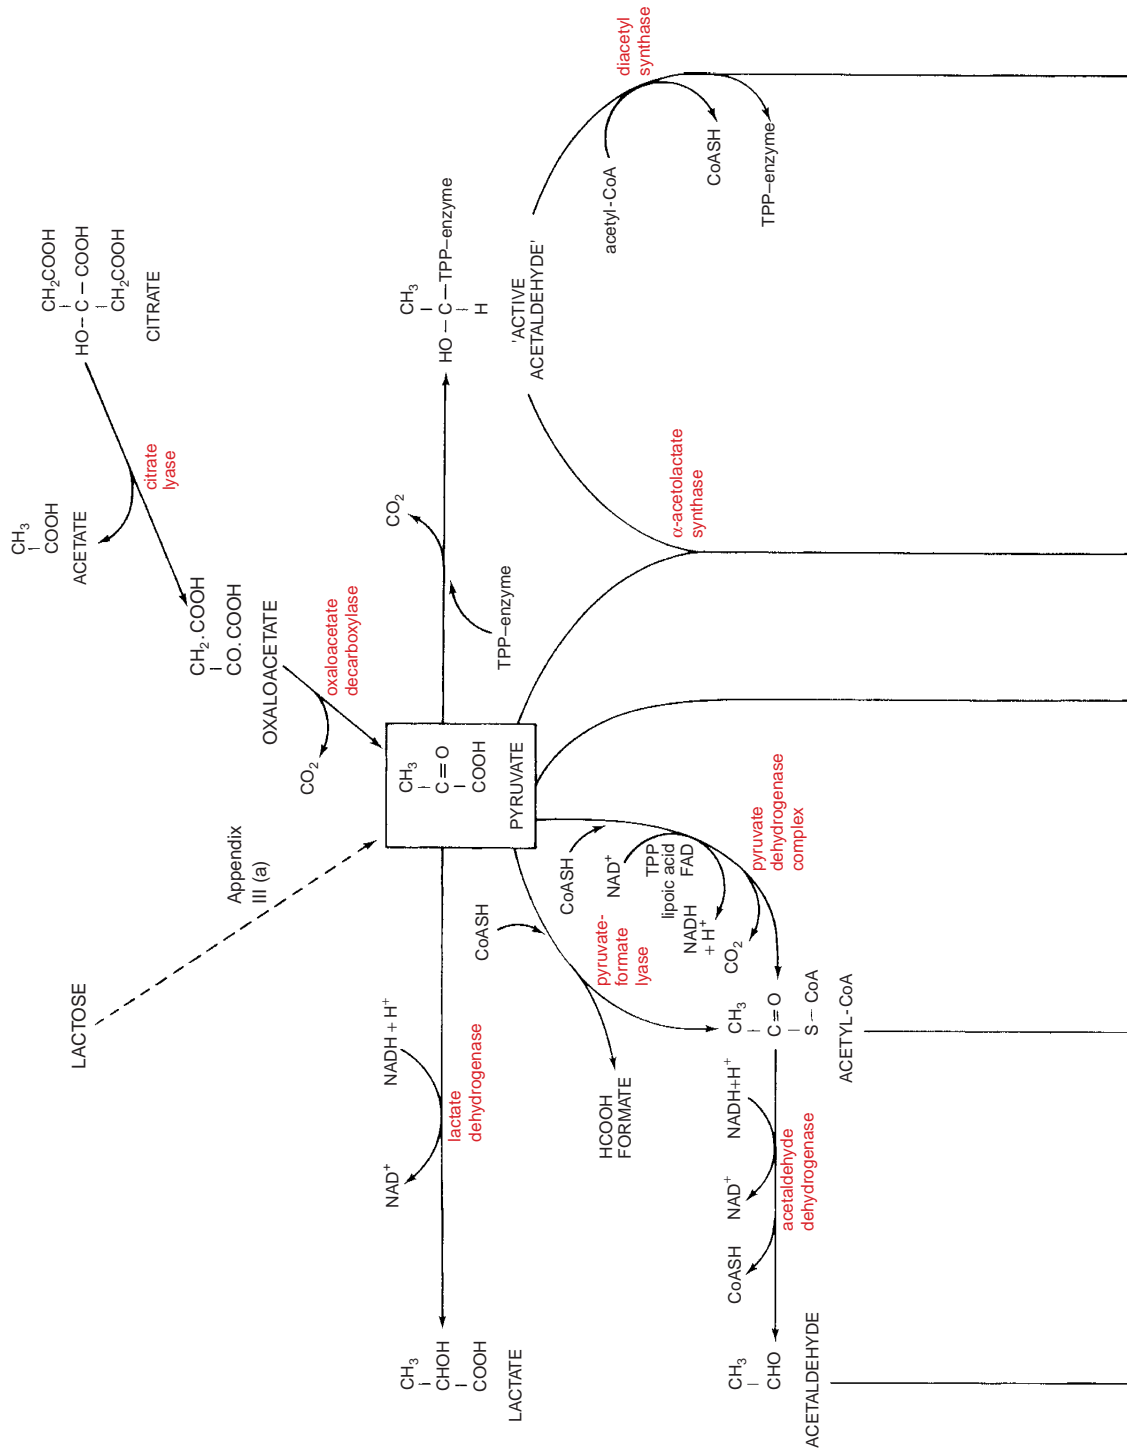 LACTOSE
Appendix
III (a)
CH3
COOH
ACETATE
citrate
lyase
CH2COOH
HO – C – COOH
CH2COOH
CITRATE
CH2.COOH
CO.COOH
OXALOACETATE
oxaloacetate
decarboxylase
CO2
CH3
CHOH
COOH
LACTATE
NAD+
NADH + H+
lactate
dehydrogenase
CH3
C=O
COOH
PYRUVATE
CO2
TPP–enzyme
CH3
HO – C – TPP–enzyme
H
'ACTIVE
ACETALDEHYDE'
CoASH
pyruvate-
formate
lyase
HCOOH
FORMATE
CoASH
NAD+
TPP
lipoic acid
FAD
NADH
+ H+
CO2
pyruvate
dehydrogenase
complex
α-acetolactate
synthase
acetyl-CoA
diacetyl
synthase
CoASH
TPP–enzyme
CH3
CHO
ACETALDEHYDE
CoASH
NAD+
NADH+H+
acetaldehyde
dehydrogenase
CH3
C=O
S – CoA
ACETYL-CoA